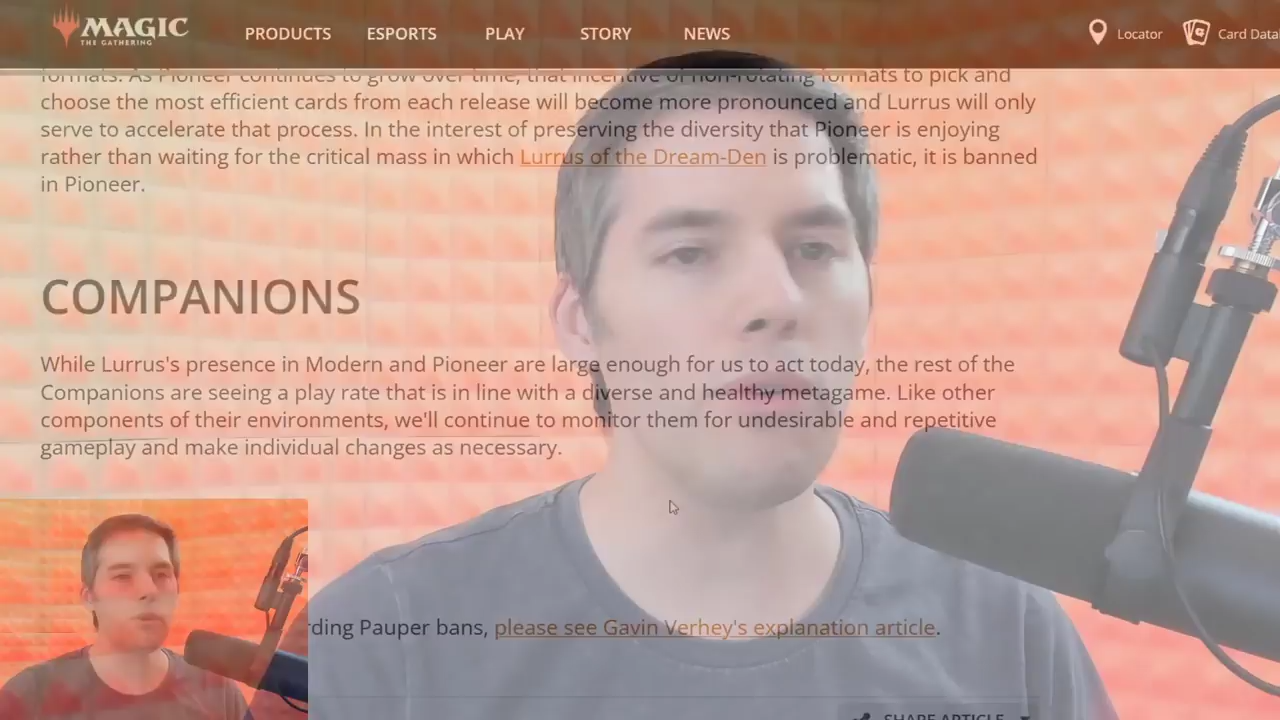 MAGIC
THE GATHERING
PRODUCTS
ESPORTS
PLAY
STORY
NEWS
Locator
Card Data
formats. As Pioneer continues to grow over time, that incentive of non-rotating formats to pick and
choose the most efficient cards from each release will become more pronounced and Lurrus will only
serve to accelerate that process. In the interest of preserving the diversity that Pioneer is enjoying
rather than waiting for the critical mass in which Lurrus of the Dream-Den is problematic, it is banned
in Pioneer.
COMPANIONS
While Lurrus's presence in Modern and Pioneer are large enough for us to act today, the rest of the
Companions are seeing a play rate that is in line with a diverse and healthy metagame. Like other
components of their environments, we'll continue to monitor them for undesirable and repetitive
gameplay and make individual changes as necessary.
rding Pauper bans, please see Gavin Verhey's explanation article.
SHARE ARTICLE